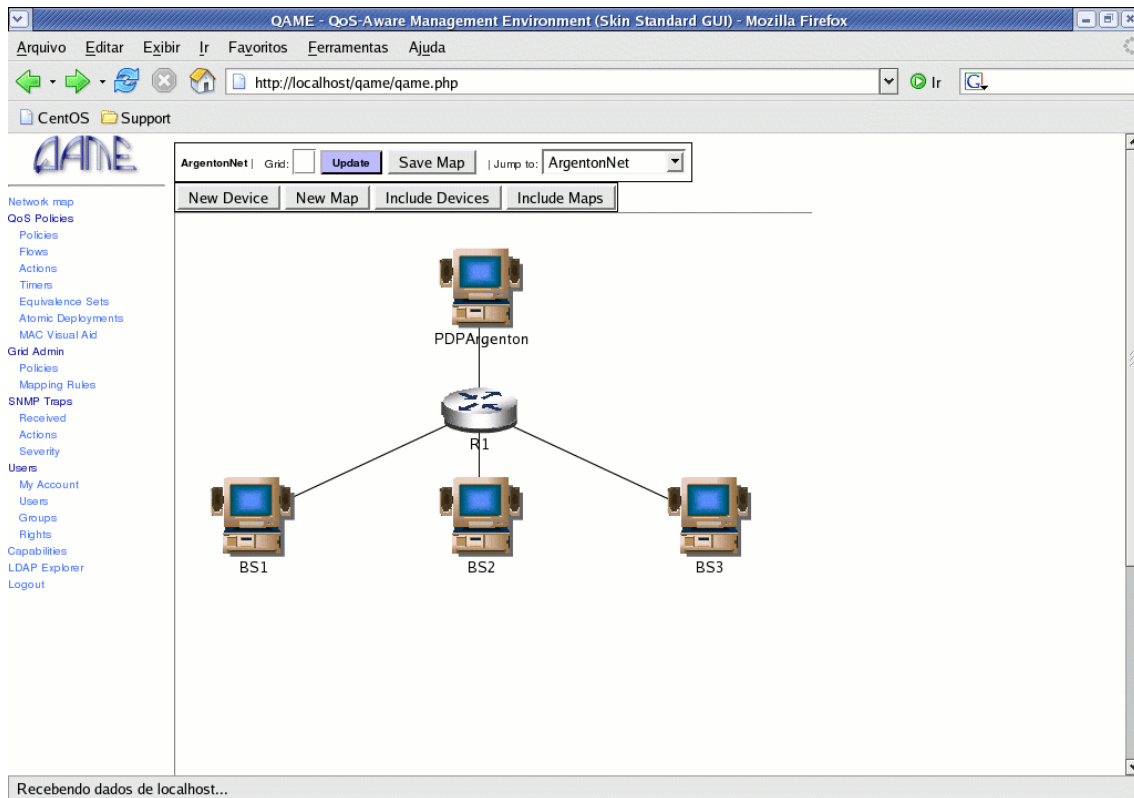 QAME - QoS-Aware Management Environment (Skin Standard GUI) - Mozilla Firefox
Arquivo Editar Exibir Ir Favoritos Ferramentas Ajuda
http://localhost/qame/qame.php Ir G
CentOS Support
QAME
ArgentonNet | Grid: Update Save Map | Jump to: ArgentonNet
New Device New Map Include Devices Include Maps
Network map
QoS Policies
Policies
Flows
Actions
Timers
Equivalence Sets
Atomic Deployments
MAC Visual Aid
Grid Admin
Policies
Mapping Rules
SNMP Traps
Received
Actions
Severity
Users
My Account
Users
Groups
Rights
Capabilities
LDAP Explorer
Logout
PDPArgenton
R1
BS1 BS2 BS3
Recebendo dados de localhost...